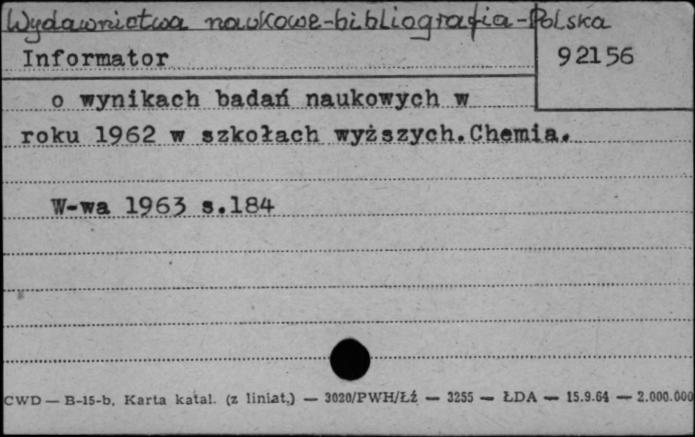 Wydawnictwa naukowe-bibliografia-Polska
Informator
92156
o wynikach badań naukowych w
roku 1962 w szkołach wyższych.Chemia.
W-wa 1963 s.184
CWD — B-15-b, Karta katal. (z liniat.) — 3020/PWH/Łź — 3255 — ŁDA — 15.9.64 — 2.000.000